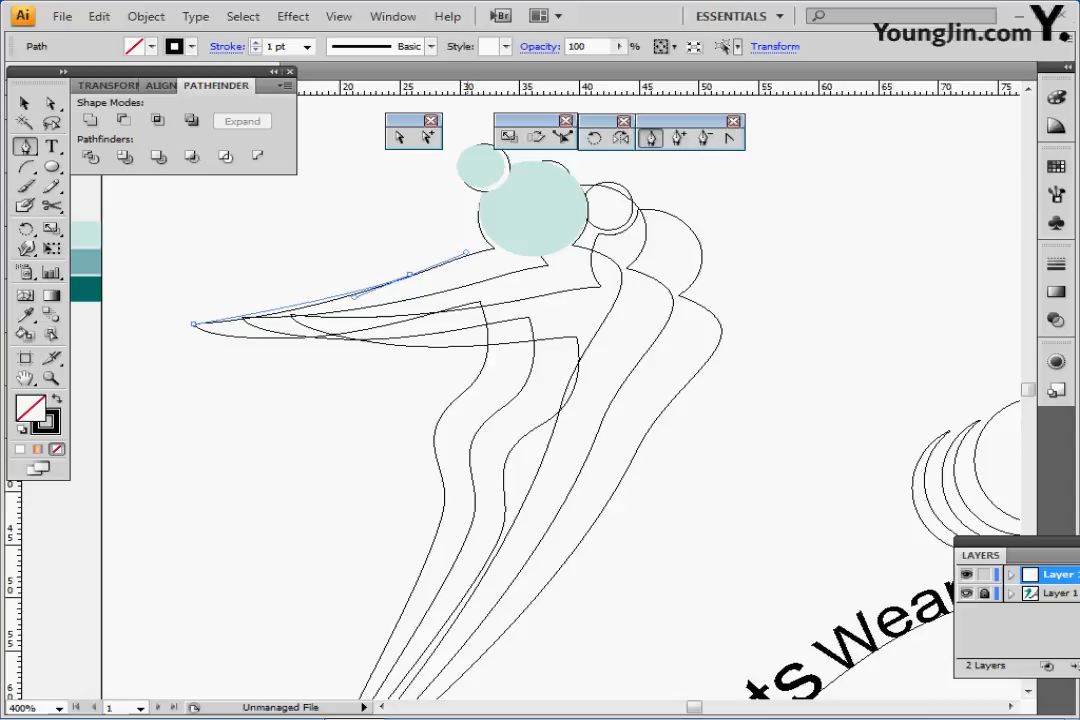 Ai File Edit Object Type Select Effect View Window Help Br ESSENTIALS
YoungJin.com Y.
Path Stroke: 1 pt Basic Style: Opacity: 100 % Transform
TRANSFORM ALIGN PATHFINDER
20 25 30 35 40 45 50 55 60 65 70 75
Shape Modes:
Expand
Pathfinders:
LAYERS
Layer
Layer 1
2 Layers
ts Wear
400% 1 Unmanaged File